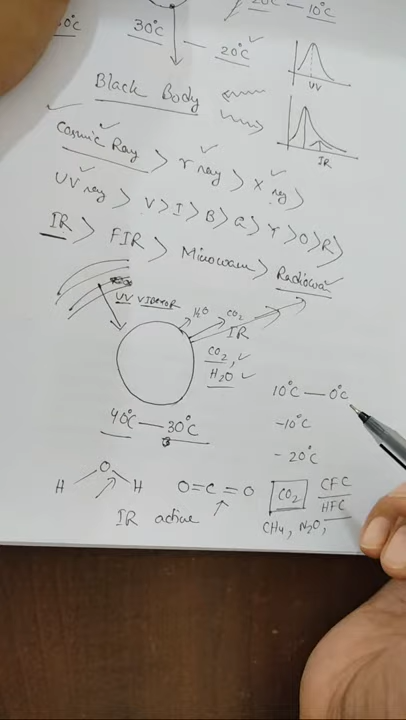 30°C — 20°C — 10°C
Black Body
UV
IR
Cosmic Ray > γ ray > X ray >
UV ray > V > I > B > G > Y > O > R >
IR > FIR > Microwave > Radiowave
UV VIBGYOR
H2O
CO2
IR
CO2,
H2O
40°C — 30°C
10°C — 0°C
-10°C
- 20°C
H O H
O=C=O
IR active
CO2
CFC
HFC
CH4, N2O,